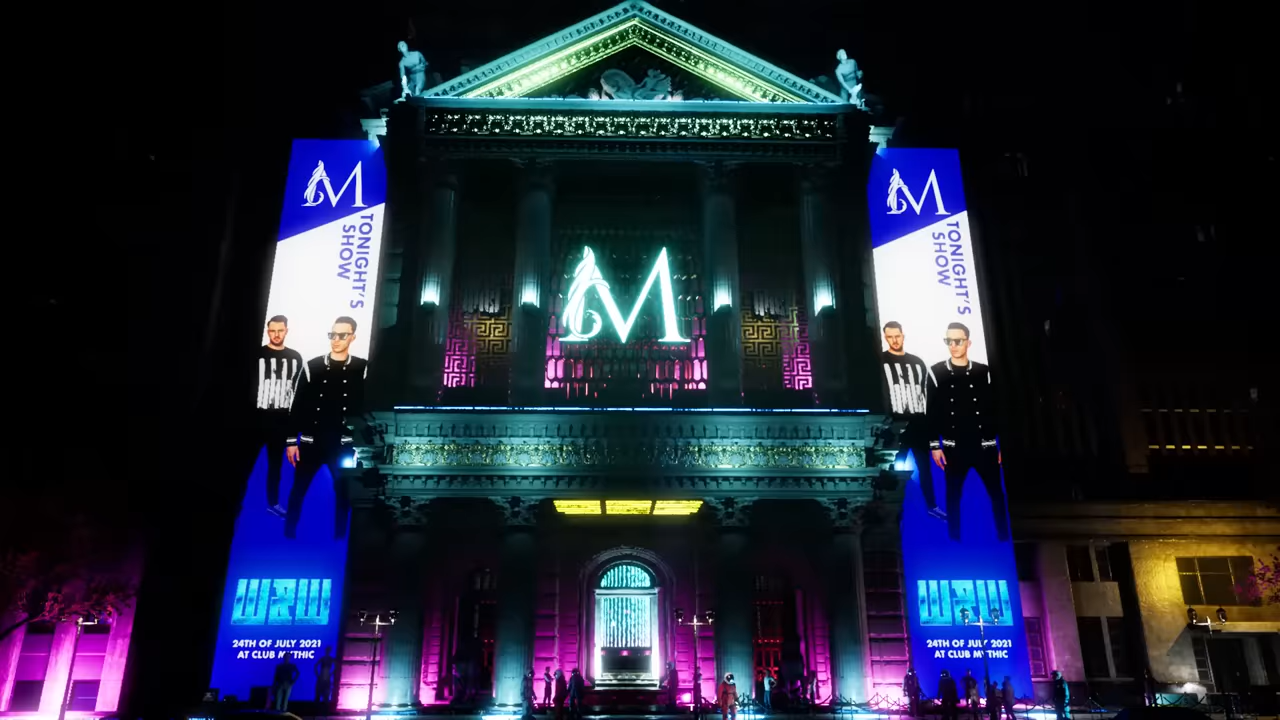 M
TONIGHT'S
SHOW
W&W
24TH OF JULY 2021
AT CLUB MYTHIC
M
M
TONIGHT'S
SHOW
W&W
24TH OF JULY 2021
AT CLUB MYTHIC